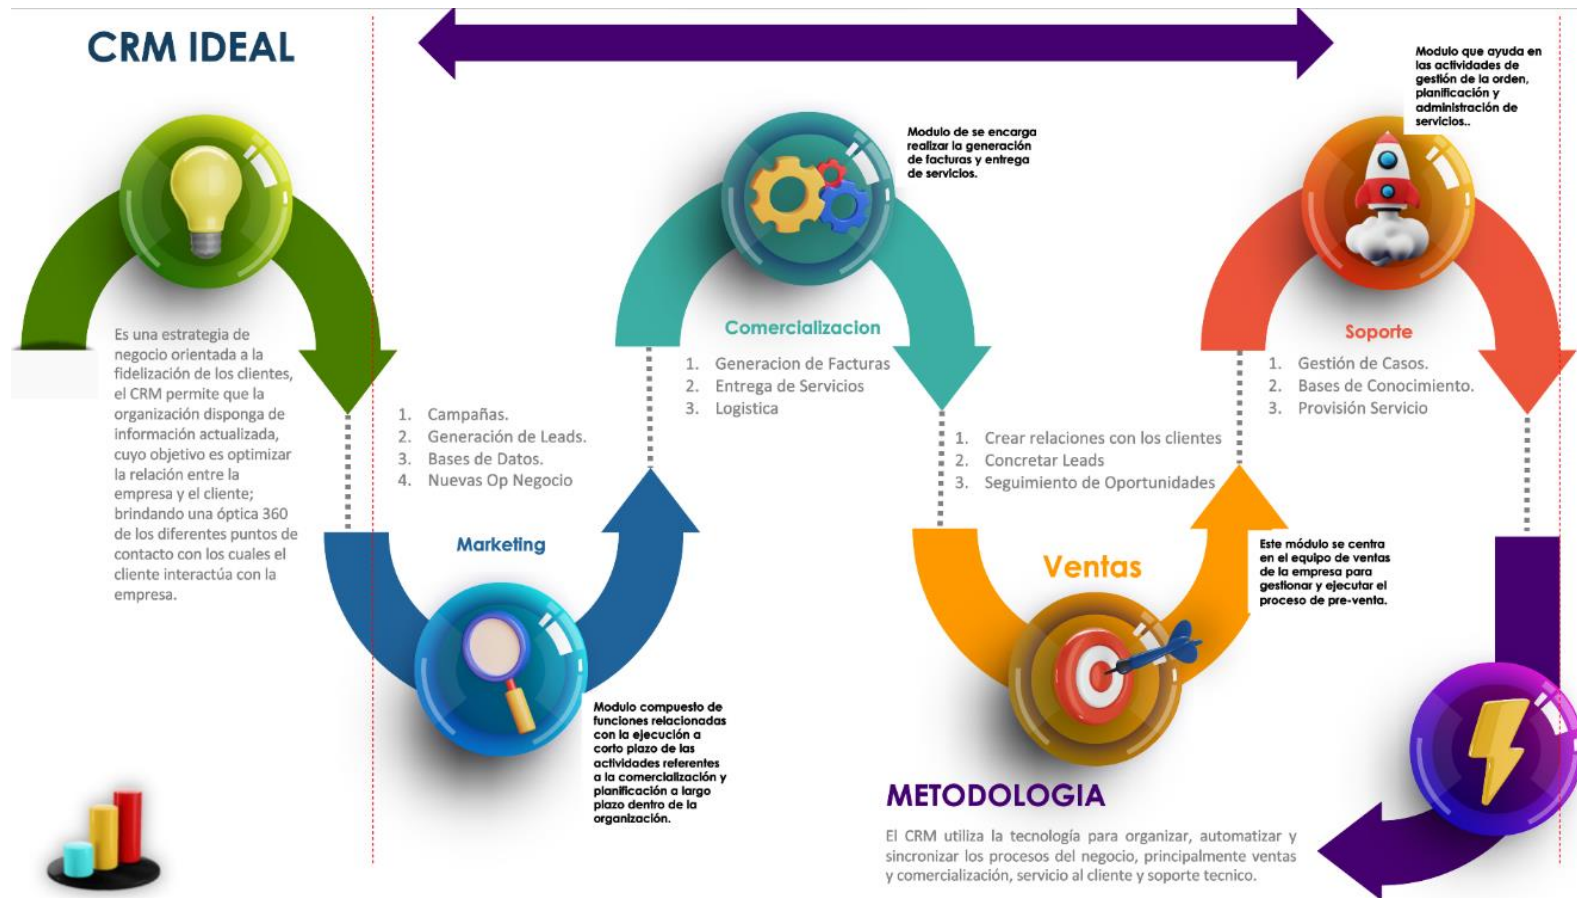 CRM IDEAL
Es una estrategia de
negocio orientada a la
fidelización de los clientes,
el CRM permite que la
organización disponga de
información actualizada,
cuyo objetivo es optimizar
la relación entre la
empresa y el cliente;
brindando una óptica 360
de los diferentes puntos de
contacto con los cuales el
cliente interactúa con la
empresa.
1. Campañas.
2. Generación de Leads.
3. Bases de Datos.
4. Nuevas Op Negocio
Marketing
Modulo compuesto de
funciones relacionadas
con la ejecución a
corto plazo de las
actividades referentes
a la comercialización y
planificación a largo
plazo dentro de la
organización.
Modulo de se encarga
realizar la generación
de facturas y entrega
de servicios.
Comercializacion
1. Generacion de Facturas
2. Entrega de Servicios
3. Logistica
1. Crear relaciones con los clientes
2. Concretar Leads
3. Seguimiento de Oportunidades
Ventas
Este módulo se centra
en el equipo de ventas
de la empresa para
gestionar y ejecutar el
proceso de pre-venta.
Modulo que ayuda en
las actividades de
gestión de la orden,
planificación y
administración de
servicios..
Soporte
1. Gestión de Casos.
2. Bases de Conocimiento.
3. Provisión Servicio
METODOLOGIA
El CRM utiliza la tecnología para organizar, automatizar y
sincronizar los procesos del negocio, principalmente ventas
y comercialización, servicio al cliente y soporte tecnico.